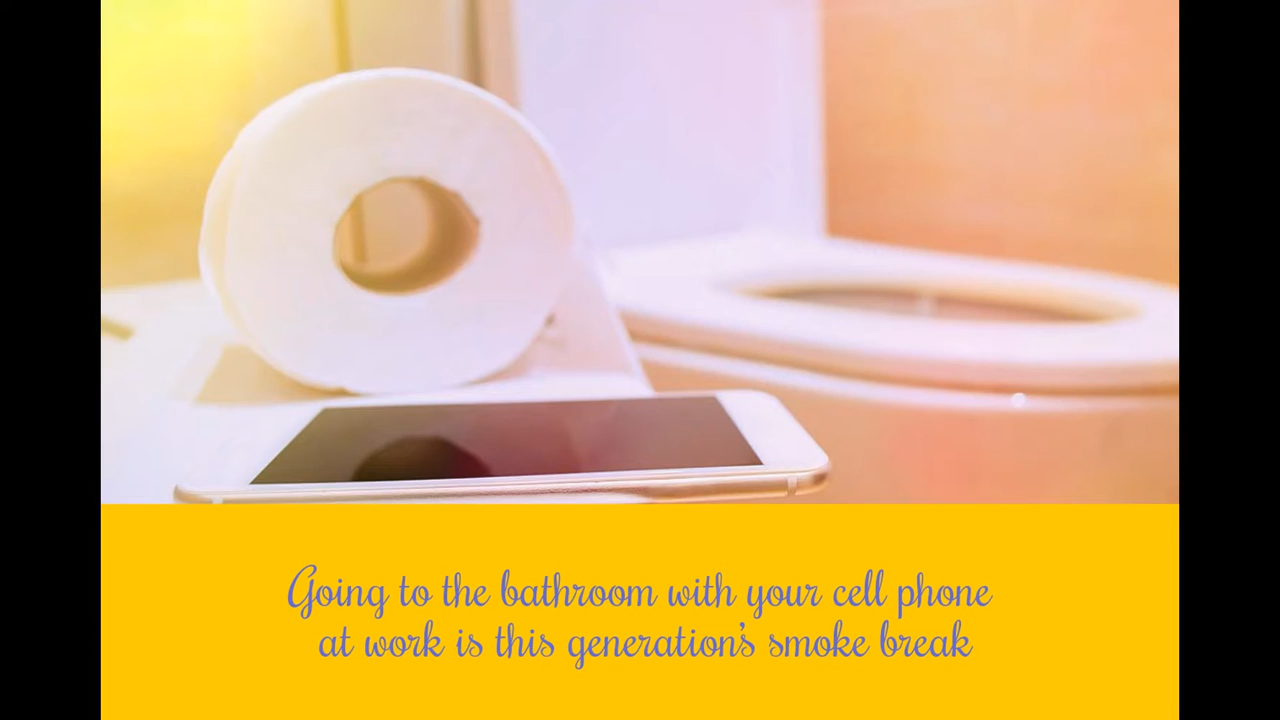 Going to the bathroom with your cell phone
at work is this generation's smoke break